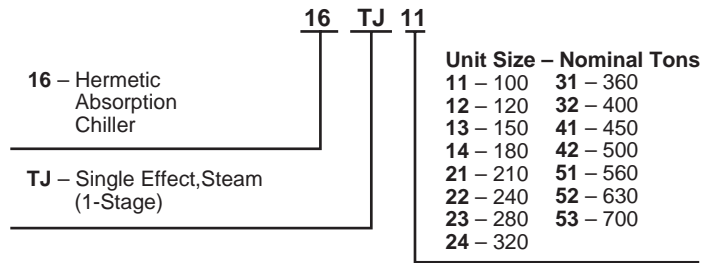 16 TJ 11
16 – Hermetic
Absorption
Chiller
TJ – Single Effect,Steam
(1-Stage)
Unit Size – Nominal Tons
11 – 100 31 – 360
12 – 120 32 – 400
13 – 150 41 – 450
14 – 180 42 – 500
21 – 210 51 – 560
22 – 240 52 – 630
23 – 280 53 – 700
24 – 320